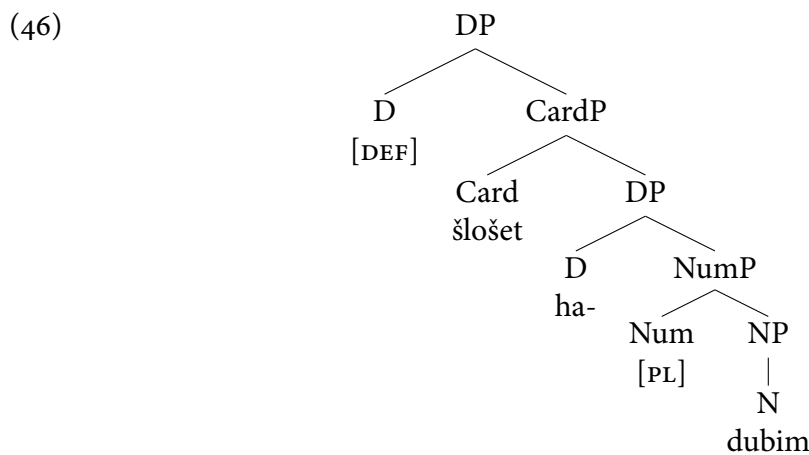 (46)
DP
D CardP
[DEF]
Card DP
šlošet
D NumP
ha-
Num NP
[PL]
N
dubim